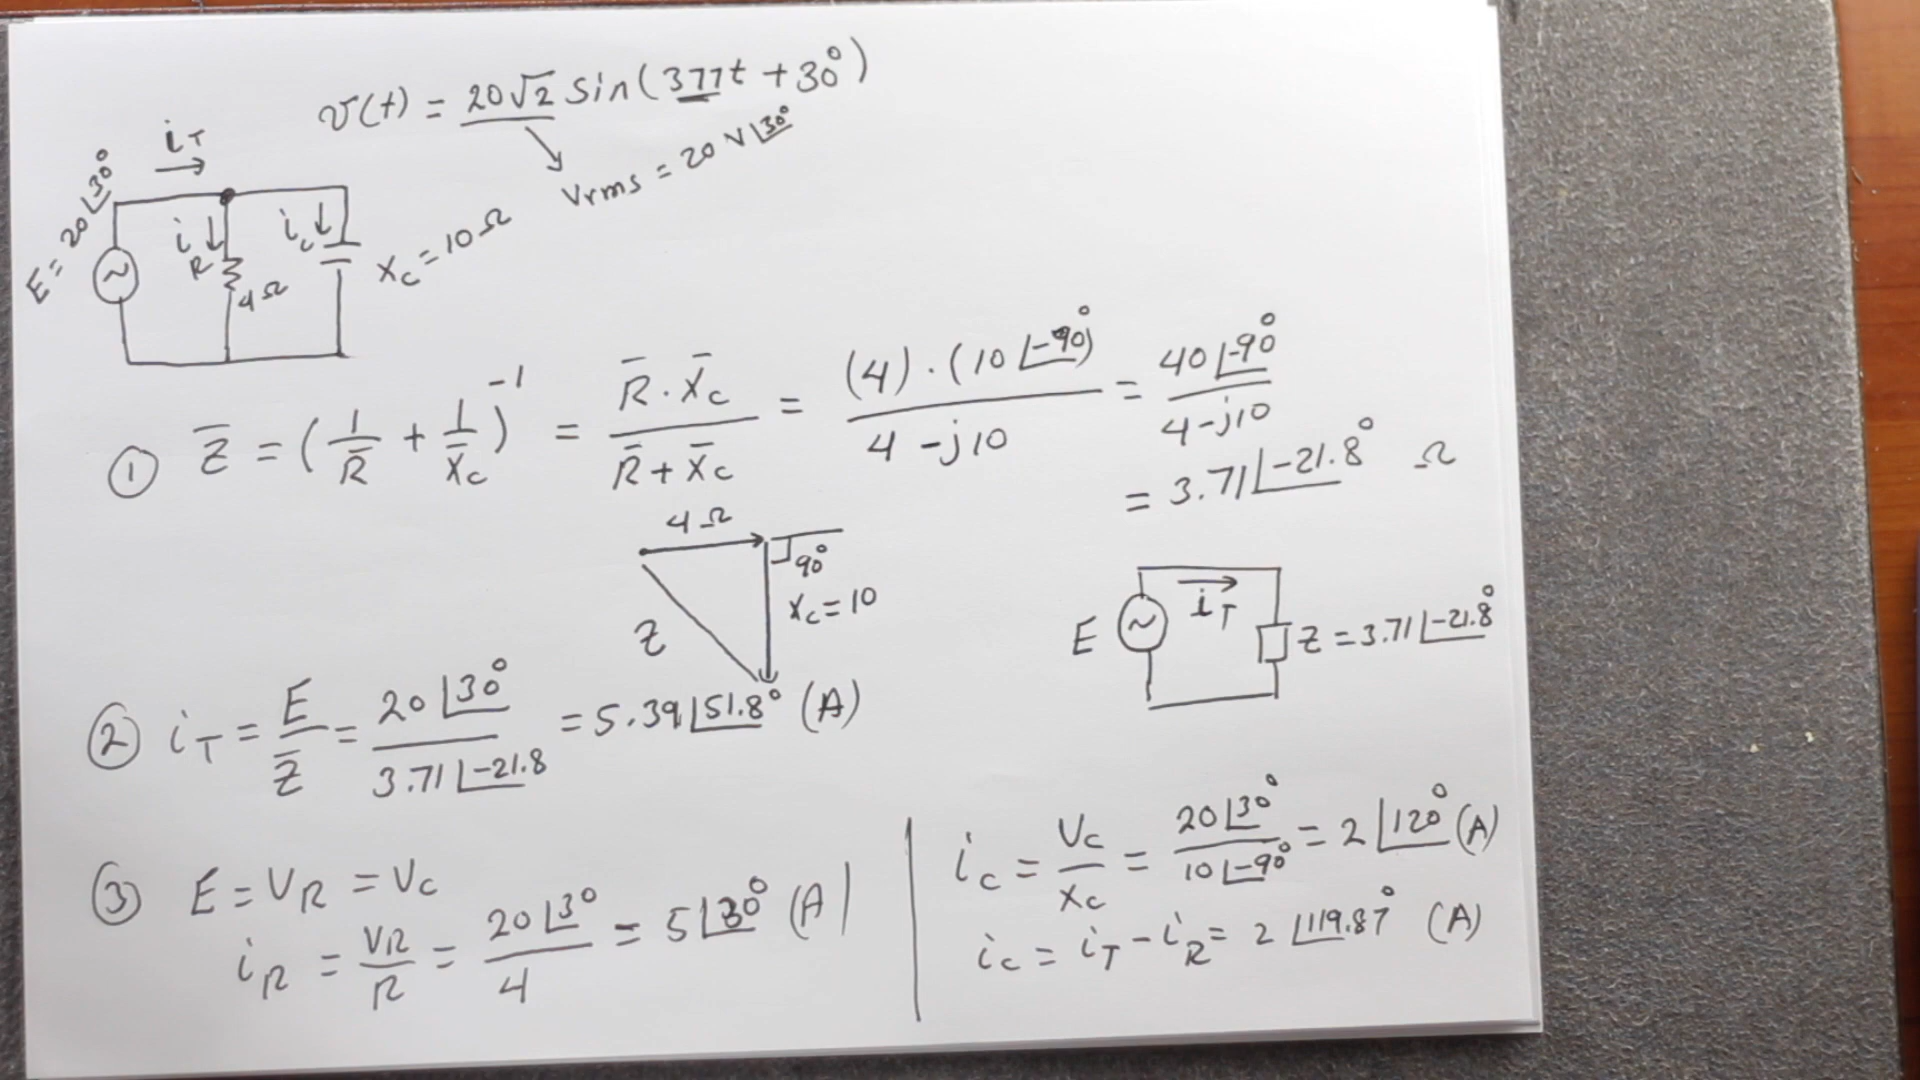 v(t) = 20√2 sin(377t + 30°)
Vrms = 20 V∠30°
iT
E = 20∠30°
iR
4Ω
ic
Xc = 10Ω
① Z̅ = (1/R̅ + 1/X̅c)⁻¹ = R̅·X̅c / R̅ + X̅c = (4)·(10∠-90°) / 4 - j10 = 40∠-90° / 4 - j10
= 3.71∠-21.8° Ω
4Ω
90°
Xc = 10
Z
E
iT
Z = 3.71∠-21.8°
② iT = E / Z̅ = 20∠30° / 3.71∠-21.8 = 5.39∠51.8° (A)
③ E = VR = Vc
iR = VR / R = 20∠3° / 4 = 5∠30° (A)
ic = Vc / Xc = 20∠30° / 10∠-90° = 2∠120° (A)
ic = iT - iR = 2∠119.87° (A)